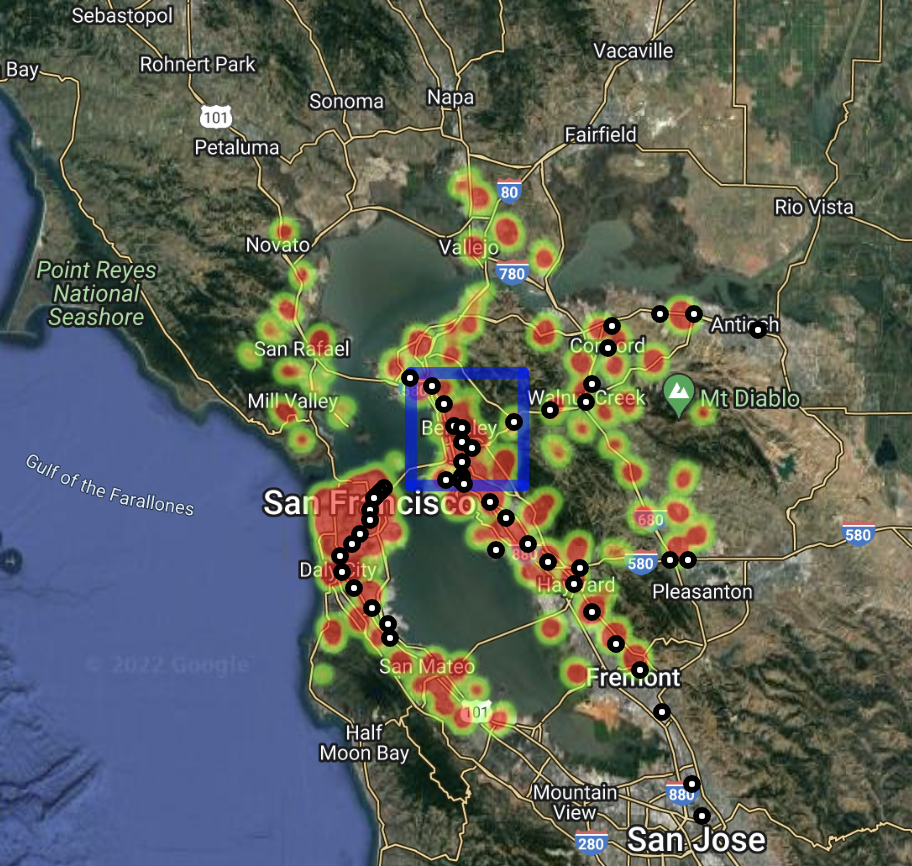 Sebastopol
Vacaville
Bay
Rohnert Park
Sonoma
Napa
101
Petaluma
Fairfield
80
Rio Vista
Novato
Vallejo
780
Point Reyes
National
Seashore
Antioch
San Rafael
Concord
Mill Valley
Walnut Creek
Mt Diablo
Berkeley
Gulf of the Farallones
San Francisco
680
580
880
Daly City
580
Hayward
Pleasanton
© 2022 Google
San Mateo
Fremont
101
Half
Moon Bay
Mountain
View
880
San Jose
280